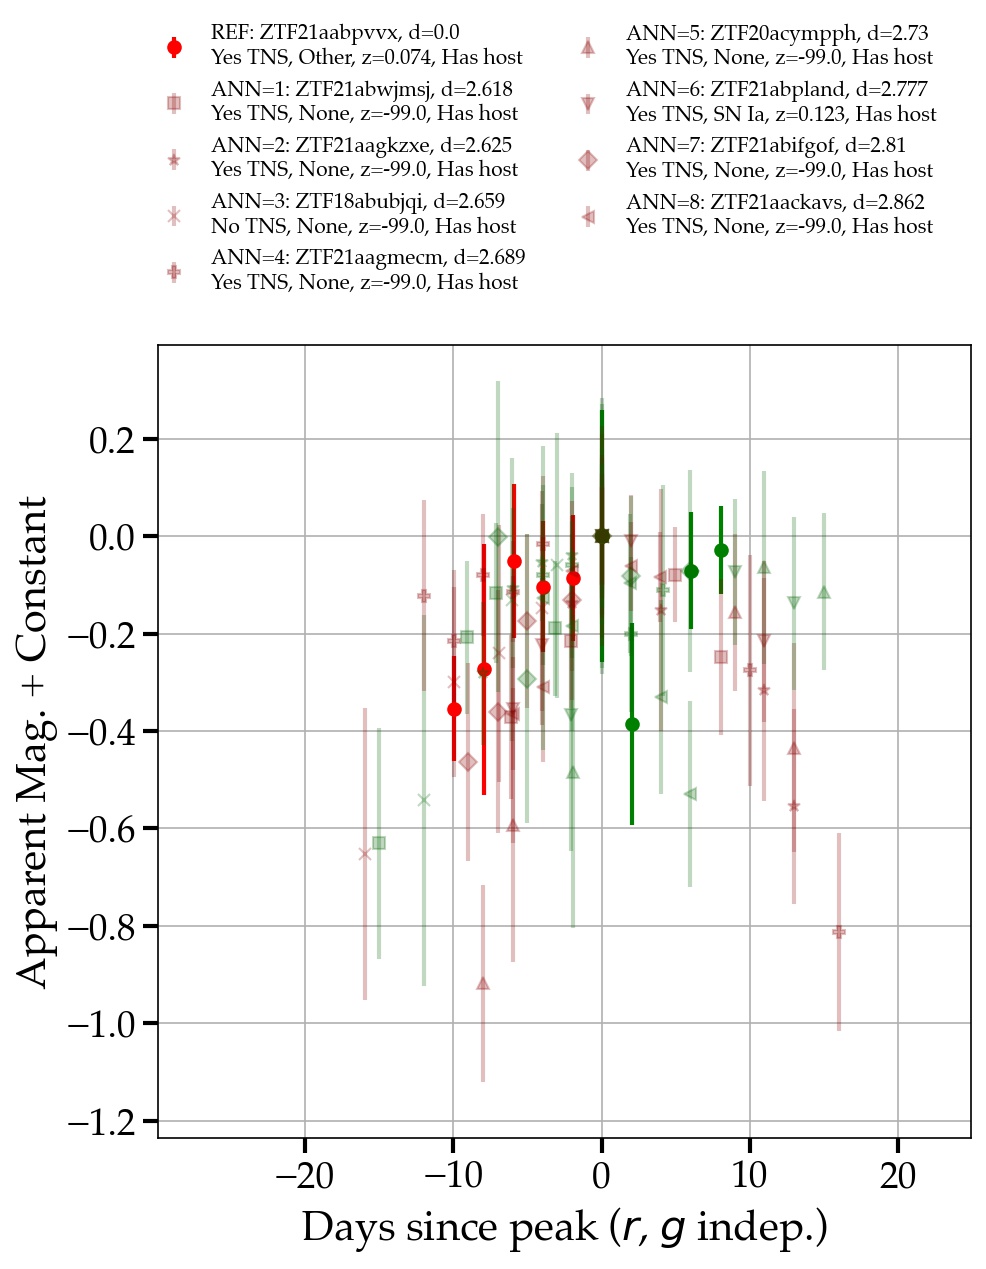 REF: ZTF21aabpvvx, d=0.0
Yes TNS, Other, z=0.074, Has host
ANN=1: ZTF21abwjmsj, d=2.618
Yes TNS, None, z=-99.0, Has host
ANN=2: ZTF21aagkzxe, d=2.625
Yes TNS, None, z=-99.0, Has host
ANN=3: ZTF18abubjqi, d=2.659
No TNS, None, z=-99.0, Has host
ANN=4: ZTF21aagmecm, d=2.689
Yes TNS, None, z=-99.0, Has host
ANN=5: ZTF20acympph, d=2.73
Yes TNS, None, z=-99.0, Has host
ANN=6: ZTF21abpland, d=2.777
Yes TNS, SN Ia, z=0.123, Has host
ANN=7: ZTF21abifgof, d=2.81
Yes TNS, None, z=-99.0, Has host
ANN=8: ZTF21aackavs, d=2.862
Yes TNS, None, z=-99.0, Has host
Apparent Mag. + Constant
0.2
0.0
−0.2
−0.4
−0.6
−0.8
−1.0
−1.2
−20 −10 0 10 20
Days since peak (r, g indep.)